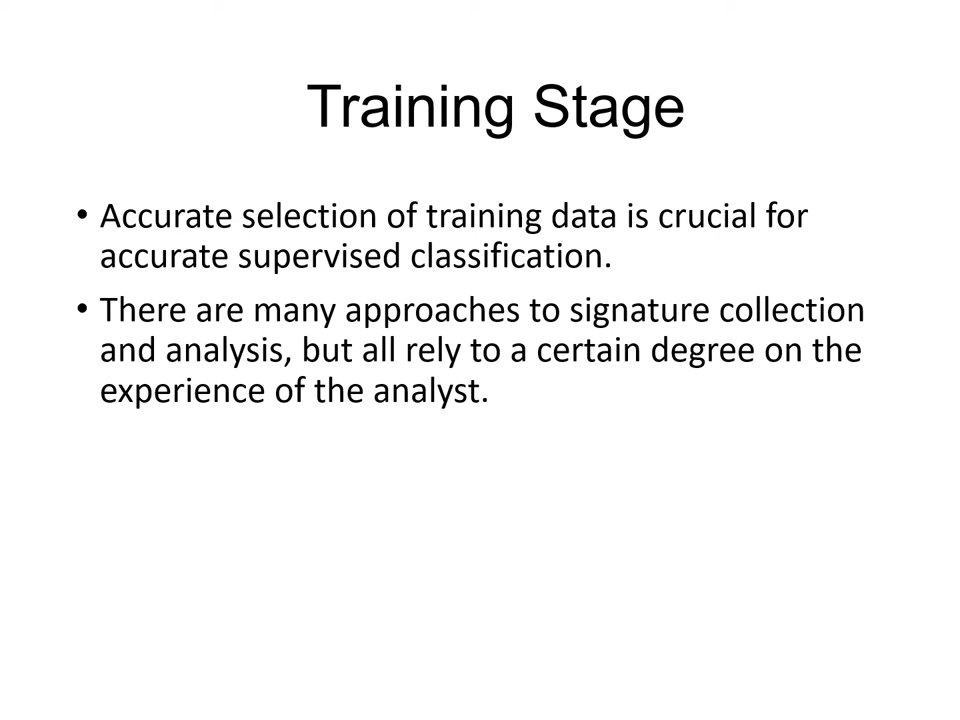 Training Stage
• Accurate selection of training data is crucial for
accurate supervised classification.
• There are many approaches to signature collection
and analysis, but all rely to a certain degree on the
experience of the analyst.